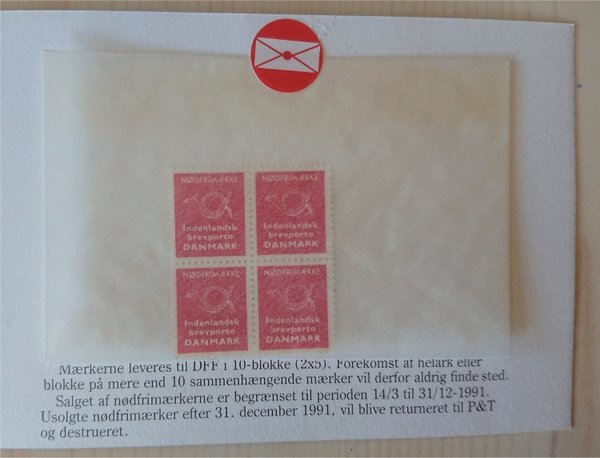 NØDFRIMÆRKE NØDFRIMÆRKE
Indenlandsk Indenlandsk
brevporto brevporto
DANMARK DANMARK
NØDFRIMÆRKE NØDFRIMÆRKE
Indenlandsk Indenlandsk
brevporto brevporto
DANMARK DANMARK
Mærkerne leveres til DFF i 10-blokke (2x5). Forekomst af helark eller
blokke på mere end 10 sammenhængende mærker vil derfor aldrig finde sted.
Salget af nødfrimærkerne er begrænset til perioden 14/3 til 31/12-1991.
Usolgte nødfrimærker efter 31. december 1991, vil blive returneret til P&T
og destrueret.